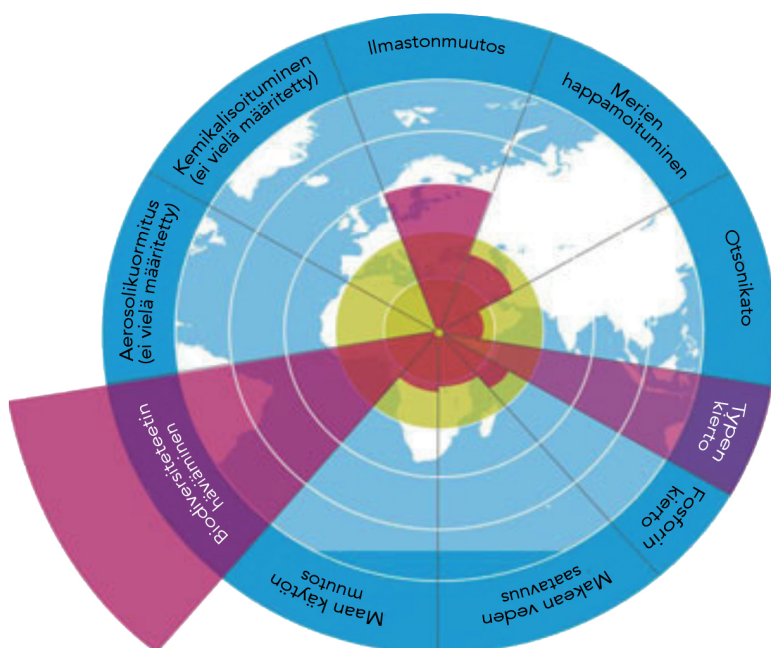 Ilmastonmuutos
Merien
happamoituminen
Otsonikato
Typen
kierto
Fosforin
kierto
Makean veden
saatavuus
Maan käytön
muutos
Biodiversiteteetin
häviäminen
Aerosolikuormitus
(ei vielä määritetty)
Kemikalisoituminen
(ei vielä määritetty)